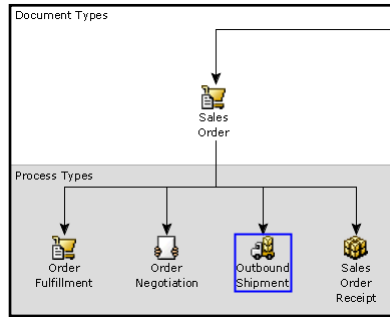 Document Types
Sales
Order
Process Types
Order
Fulfillment
Order
Negotiation
Outbound
Shipment
Sales
Order
Receipt